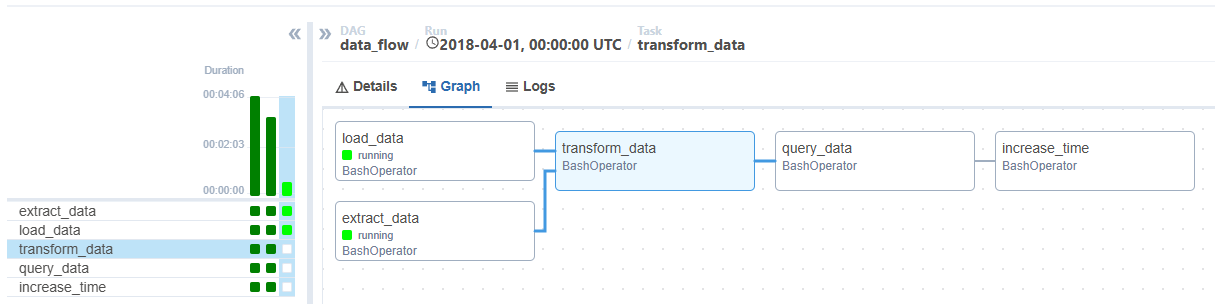 « » DAG Run Task
data_flow / 2018-04-01, 00:00:00 UTC / transform_data
Duration
00:04:06
00:02:03
00:00:00
extract_data
load_data
transform_data
query_data
increase_time
Details Graph Logs
load_data
running
BashOperator
extract_data
running
BashOperator
transform_data
BashOperator
query_data
BashOperator
increase_time
BashOperator